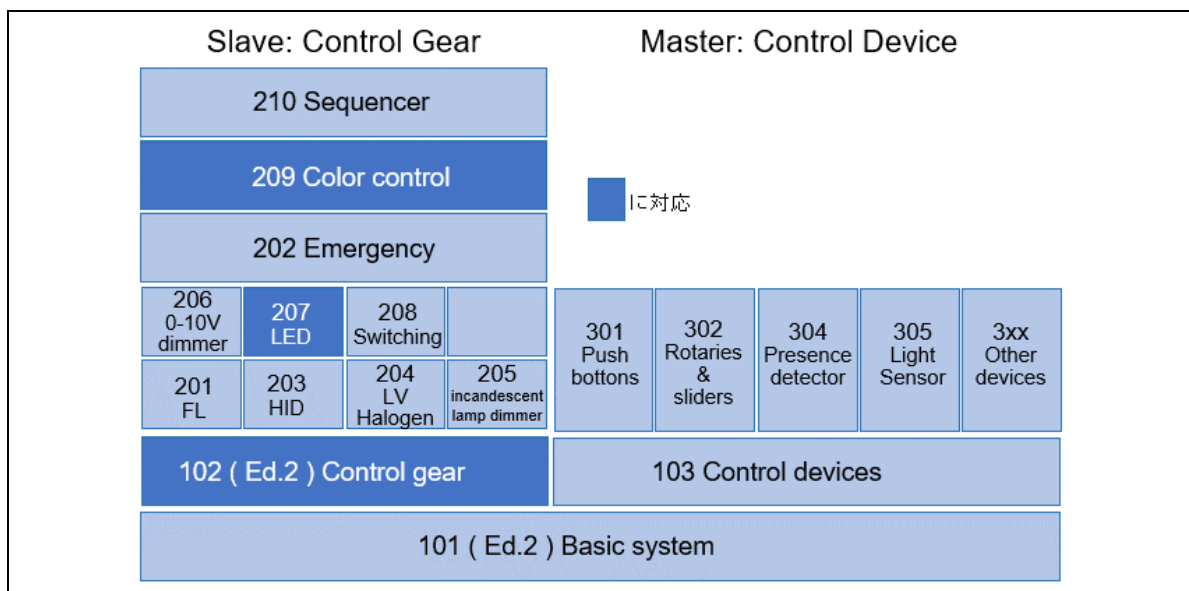 Slave: Control Gear
Master: Control Device
210 Sequencer
209 Color control
に対応
202 Emergency
206
0-10V
dimmer
207
LED
208
Switching
301
Push
bottons
302
Rotaries
&
sliders
304
Presence
detector
305
Light
Sensor
3xx
Other
devices
201
FL
203
HID
204
LV
Halogen
205
incandescent
lamp dimmer
102 ( Ed.2 ) Control gear
103 Control devices
101 ( Ed.2 ) Basic system